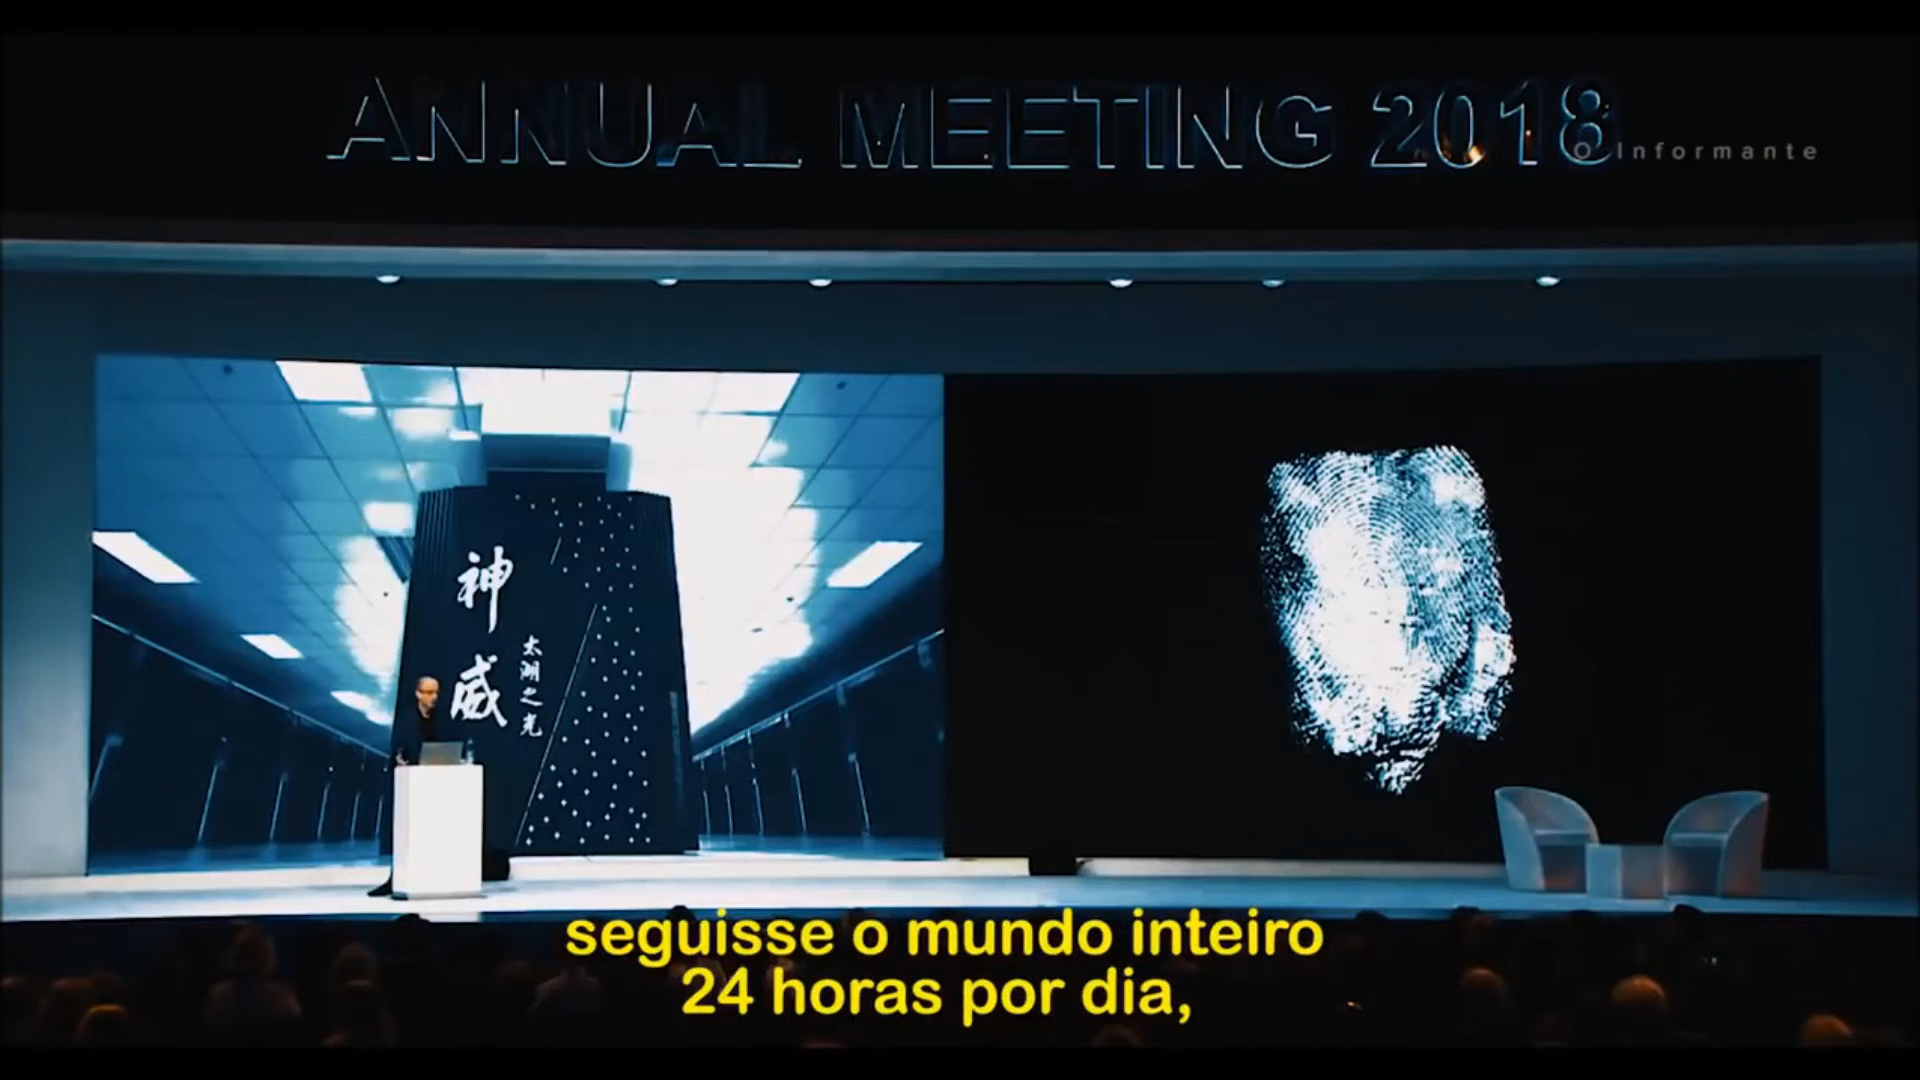 ANNUAL MEETING 2018
O Informante
神威
太湖之光
seguisse o mundo inteiro
24 horas por dia,